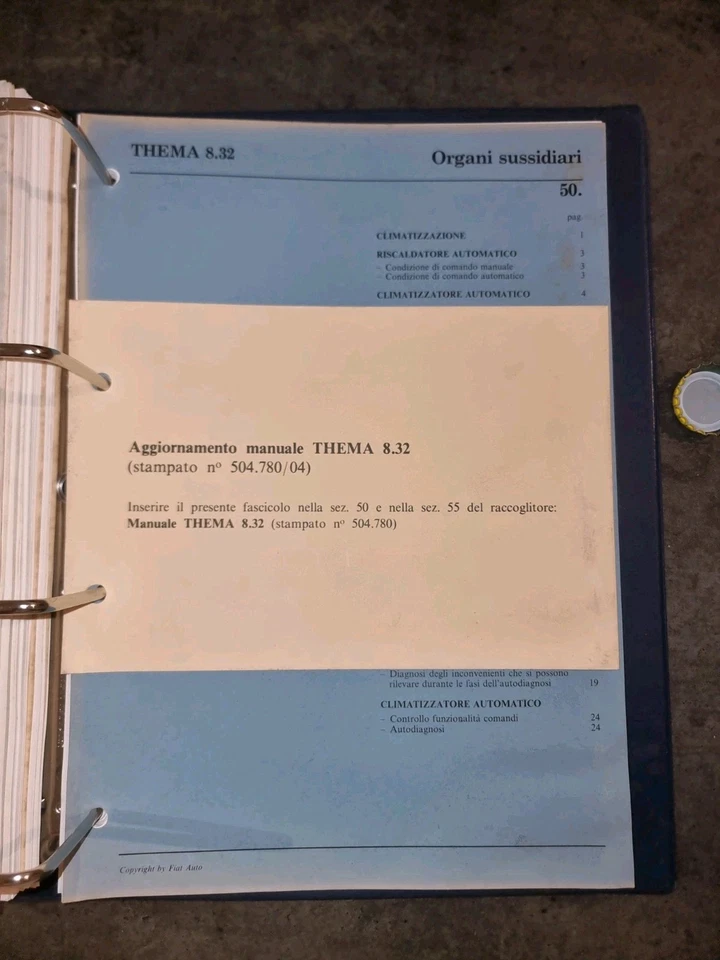 THEMA 8.32
Organi sussidiari
50.
pag.
CLIMATIZZAZIONE 1
RISCALDATORE AUTOMATICO 3
- Condizione di comando manuale 3
- Condizione di comando automatico 3
CLIMATIZZATORE AUTOMATICO 4
Aggiornamento manuale THEMA 8.32
(stampato nº 504.780/04)
Inserire il presente fascicolo nella sez. 50 e nella sez. 55 del raccoglitore:
Manuale THEMA 8.32 (stampato nº 504.780)
- Diagnosi degli inconvenienti che si possono
rilevare durante le fasi dell'autodiagnosi 19
CLIMATIZZATORE AUTOMATICO
- Controllo funzionalità comandi 24
- Autodiagnosi 24
Copyright by Fiat Auto